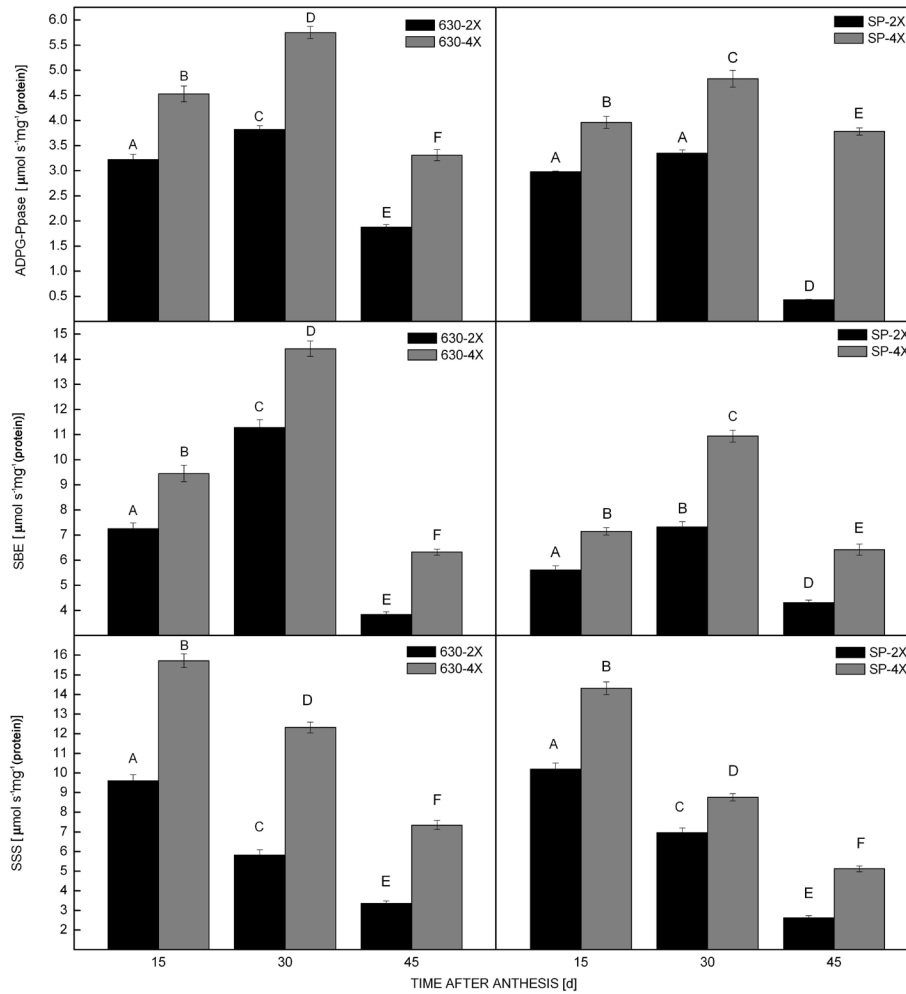 6.0
5.5
5.0
4.5
4.0
3.5
3.0
2.5
2.0
1.5
1.0
0.5
ADPG-Ppase [ μmol s⁻¹mg⁻¹(protein)]
630-2X
630-4X
A
B
C
D
E
F
SP-2X
SP-4X
A
B
A
C
D
E
15
14
13
12
11
10
9
8
7
6
5
4
SBE [ μmol s⁻¹mg⁻¹(protein)]
630-2X
630-4X
A
B
C
D
E
F
SP-2X
SP-4X
A
B
B
C
D
E
16
15
14
13
12
11
10
9
8
7
6
5
4
3
2
SSS [ μmol s⁻¹mg⁻¹(protein)]
630-2X
630-4X
A
B
C
D
E
F
SP-2X
SP-4X
A
B
C
D
E
F
15 30 45 15 30 45
TIME AFTER ANTHESIS [d]